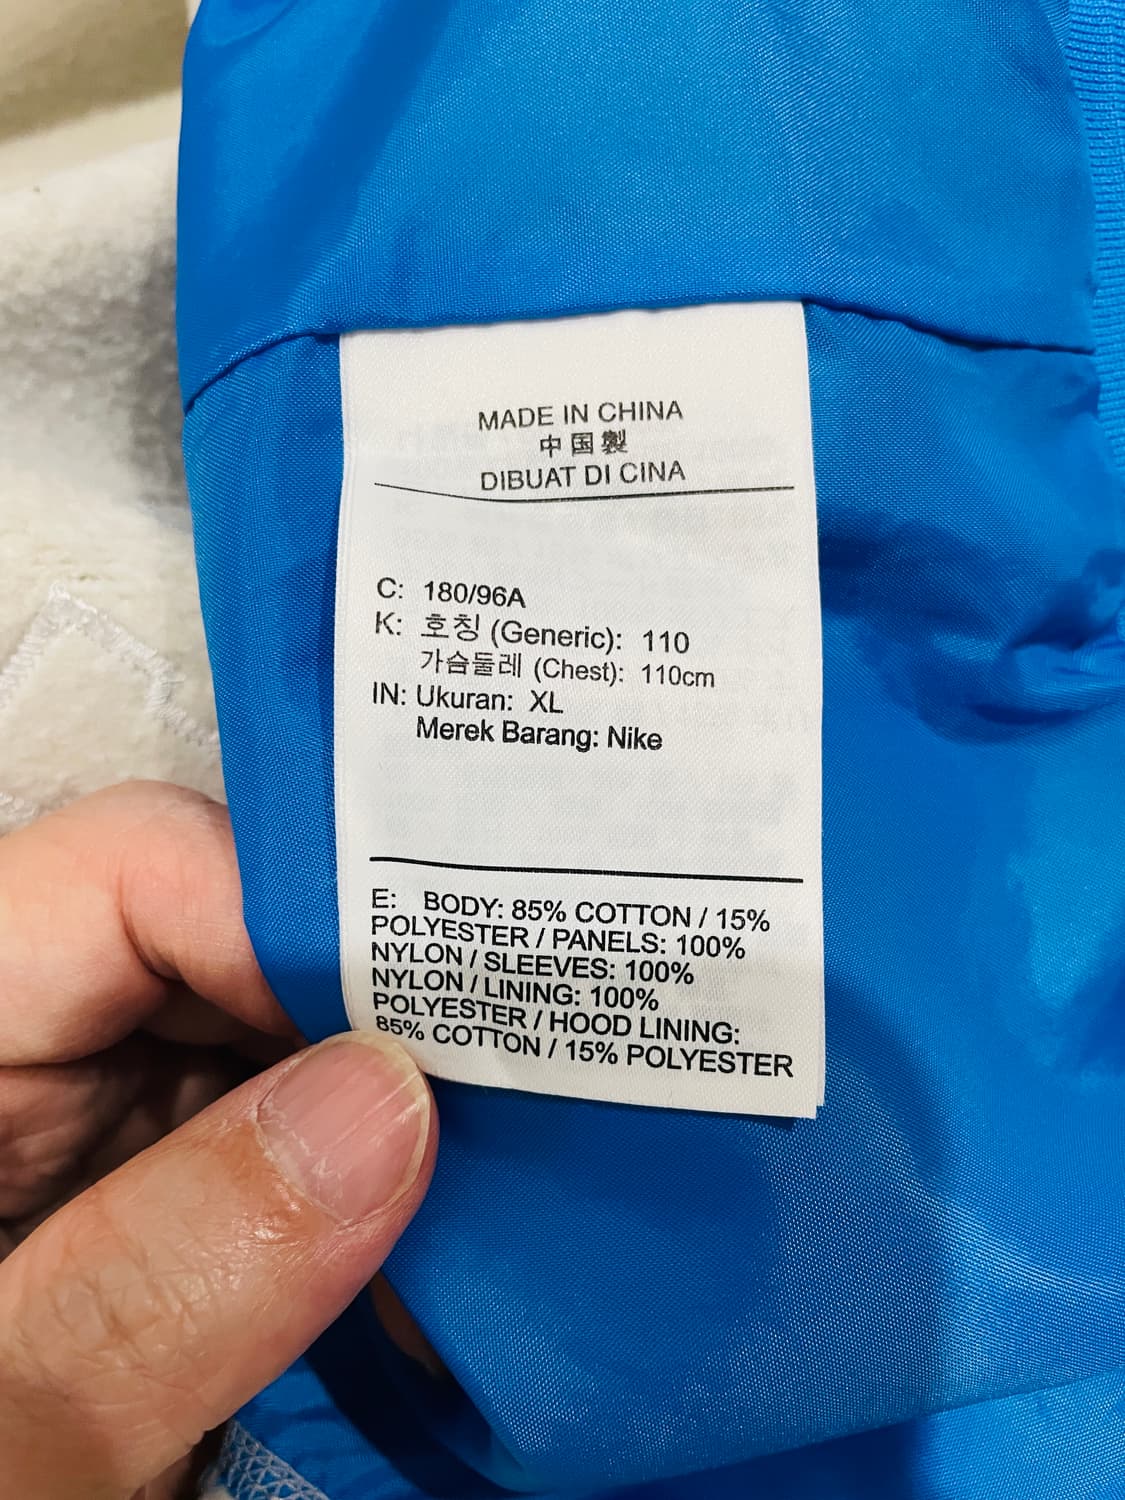 MADE IN CHINA
中国製
DIBUAT DI CINA
C: 180/96A
K: 호칭 (Generic): 110
가슴둘레 (Chest): 110cm
IN: Ukuran: XL
Merek Barang: Nike
E: BODY: 85% COTTON / 15%
POLYESTER / PANELS: 100%
NYLON / SLEEVES: 100%
NYLON / LINING: 100%
POLYESTER / HOOD LINING:
85% COTTON / 15% POLYESTER